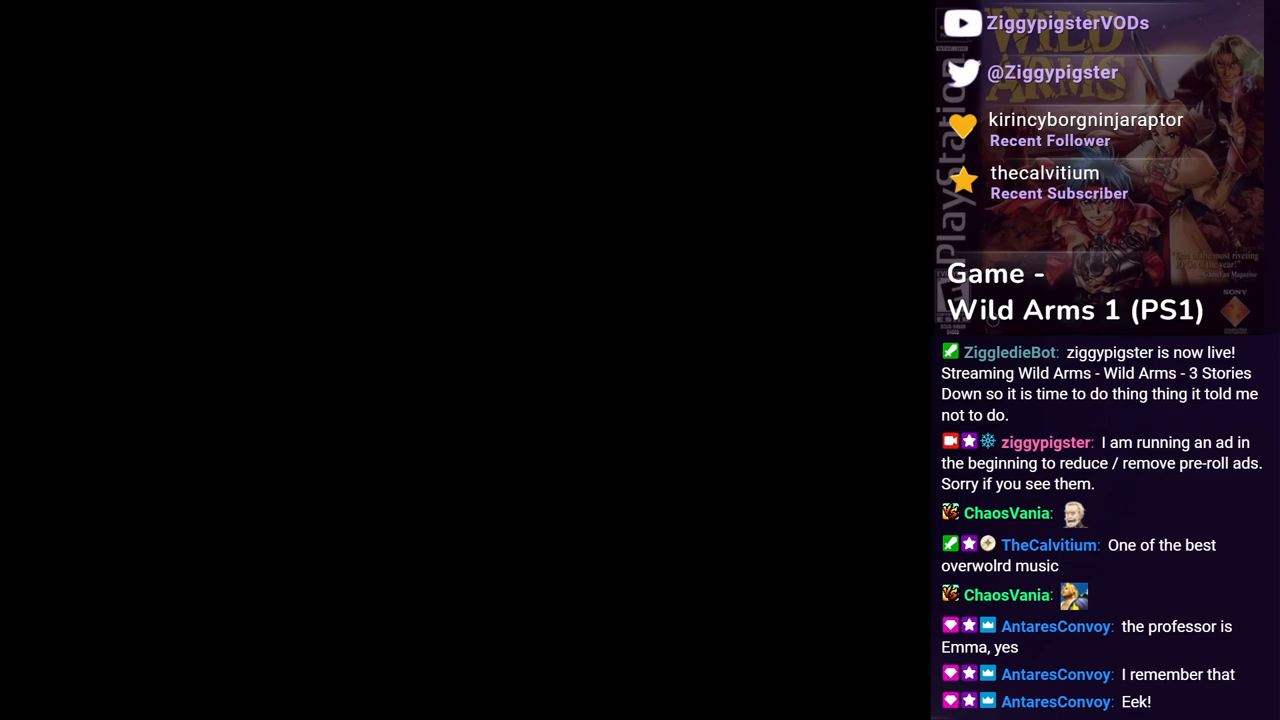 ZiggypigsterVODs
@Ziggypigster
kirincyborgninjaraptor
Recent Follower
thecalvitium
Recent Subscriber
WILD
ARMS
PlayStation
Game -
Wild Arms 1 (PS1)
SONY
ZiggledieBot: ziggypigster is now live!
Streaming Wild Arms - Wild Arms - 3 Stories
Down so it is time to do thing thing it told me
not to do.
ziggypigster: I am running an ad in
the beginning to reduce / remove pre-roll ads.
Sorry if you see them.
ChaosVania:
TheCalvitium: One of the best
overwolrd music
ChaosVania:
AntaresConvoy: the professor is
Emma, yes
AntaresConvoy: I remember that
AntaresConvoy: Eek!